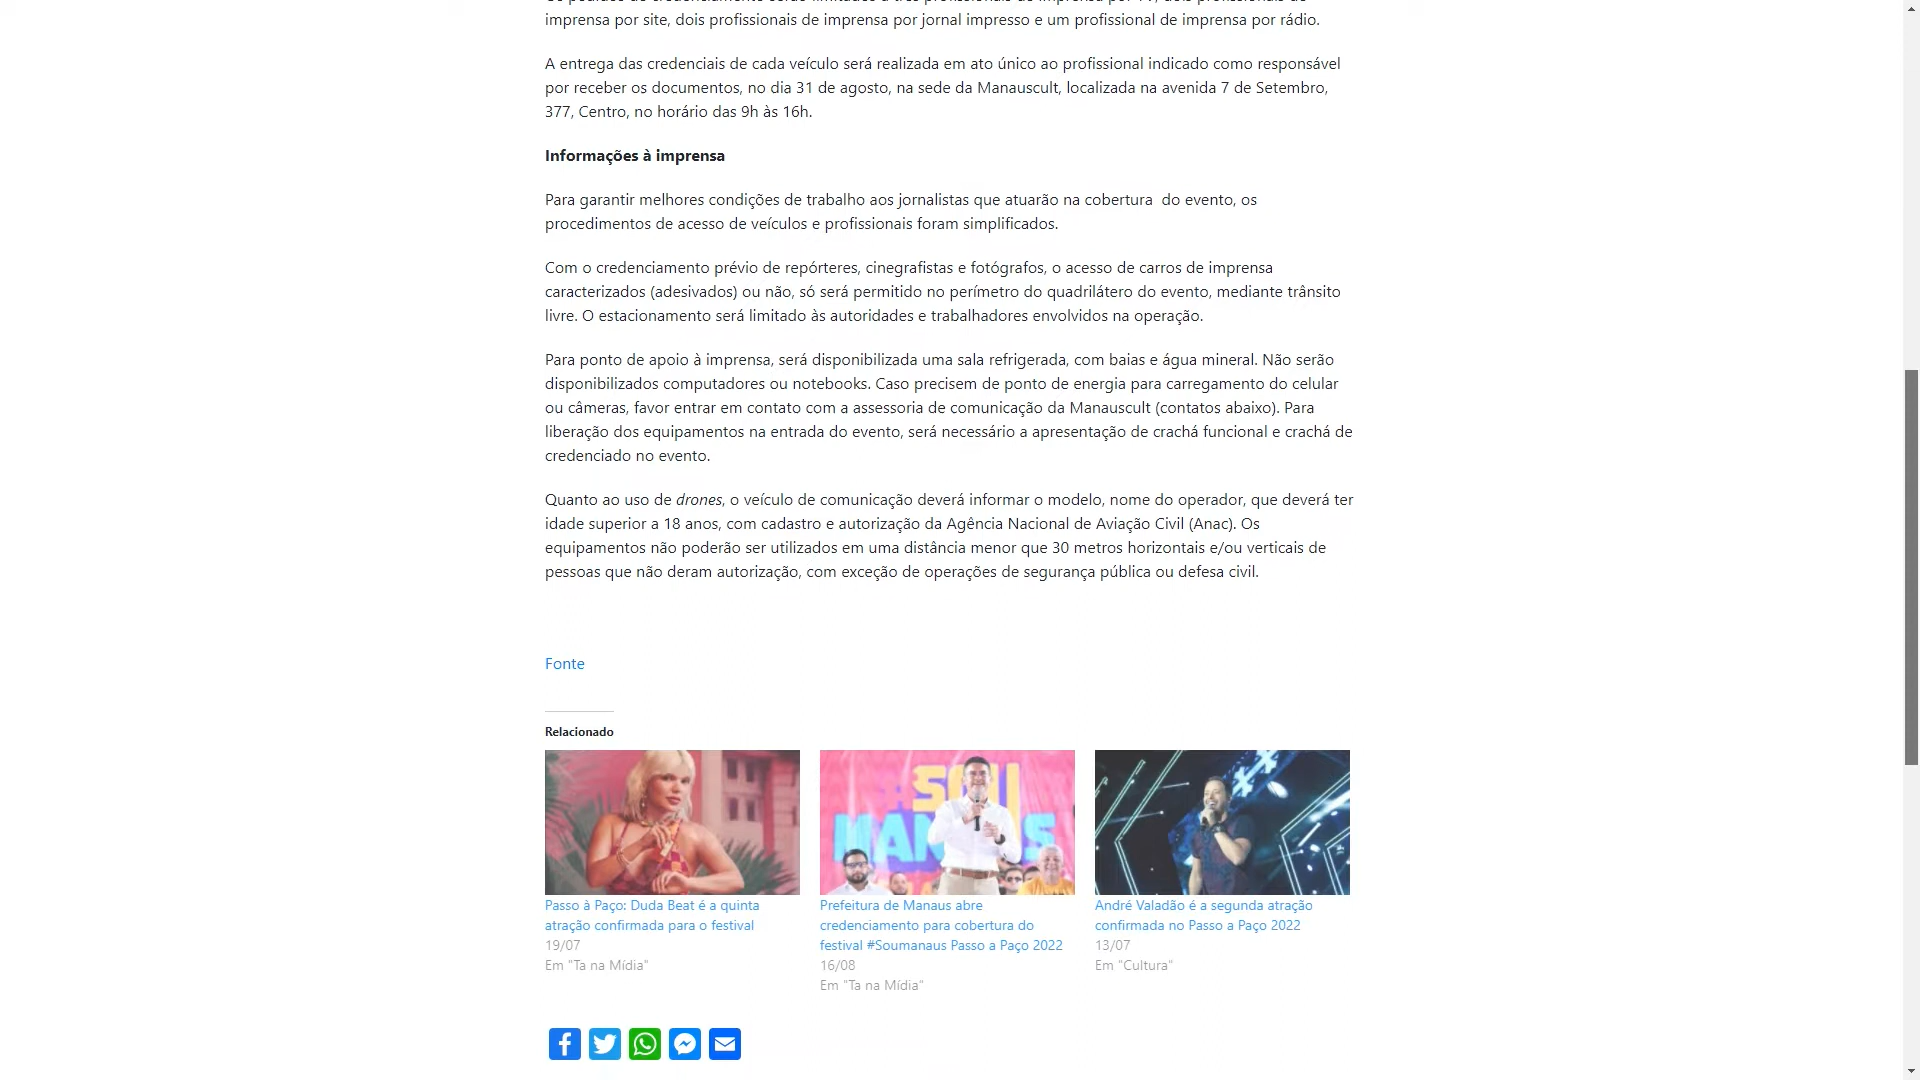 imprensa por site, dois profissionais de imprensa por jornal impresso e um profissional de imprensa por rádio.
A entrega das credenciais de cada veículo será realizada em ato único ao profissional indicado como responsável
por receber os documentos, no dia 31 de agosto, na sede da Manauscult, localizada na avenida 7 de Setembro,
377, Centro, no horário das 9h às 16h.
Informações à imprensa
Para garantir melhores condições de trabalho aos jornalistas que atuarão na cobertura  do evento, os
procedimentos de acesso de veículos e profissionais foram simplificados.
Com o credenciamento prévio de repórteres, cinegrafistas e fotógrafos, o acesso de carros de imprensa
caracterizados (adesivados) ou não, só será permitido no perímetro do quadrilátero do evento, mediante trânsito
livre. O estacionamento será limitado às autoridades e trabalhadores envolvidos na operação.
Para ponto de apoio à imprensa, será disponibilizada uma sala refrigerada, com baias e água mineral. Não serão
disponibilizados computadores ou notebooks. Caso precisem de ponto de energia para carregamento do celular
ou câmeras, favor entrar em contato com a assessoria de comunicação da Manauscult (contatos abaixo). Para
liberação dos equipamentos na entrada do evento, será necessário a apresentação de crachá funcional e crachá de
credenciado no evento.
Quanto ao uso de drones, o veículo de comunicação deverá informar o modelo, nome do operador, que deverá ter
idade superior a 18 anos, com cadastro e autorização da Agência Nacional de Aviação Civil (Anac). Os
equipamentos não poderão ser utilizados em uma distância menor que 30 metros horizontais e/ou verticais de
pessoas que não deram autorização, com exceção de operações de segurança pública ou defesa civil.
Fonte
Relacionado
Passo à Paço: Duda Beat é a quinta
atração confirmada para o festival
19/07
Em "Ta na Mídia"
Prefeitura de Manaus abre
credenciamento para cobertura do
festival #Soumanaus Passo a Paço 2022
16/08
Em "Ta na Mídia"
André Valadão é a segunda atração
confirmada no Passo a Paço 2022
13/07
Em "Cultura"